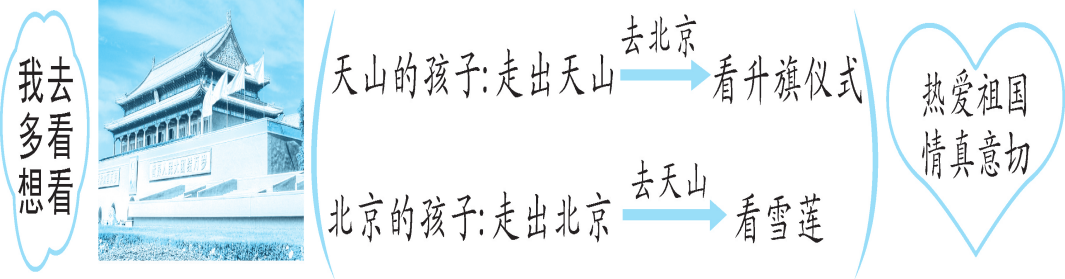 我多想
去看看
去北京
天山的孩子:走出天山 看升旗仪式
去天山
北京的孩子:走出北京 看雪莲
热爱祖国
情真意切